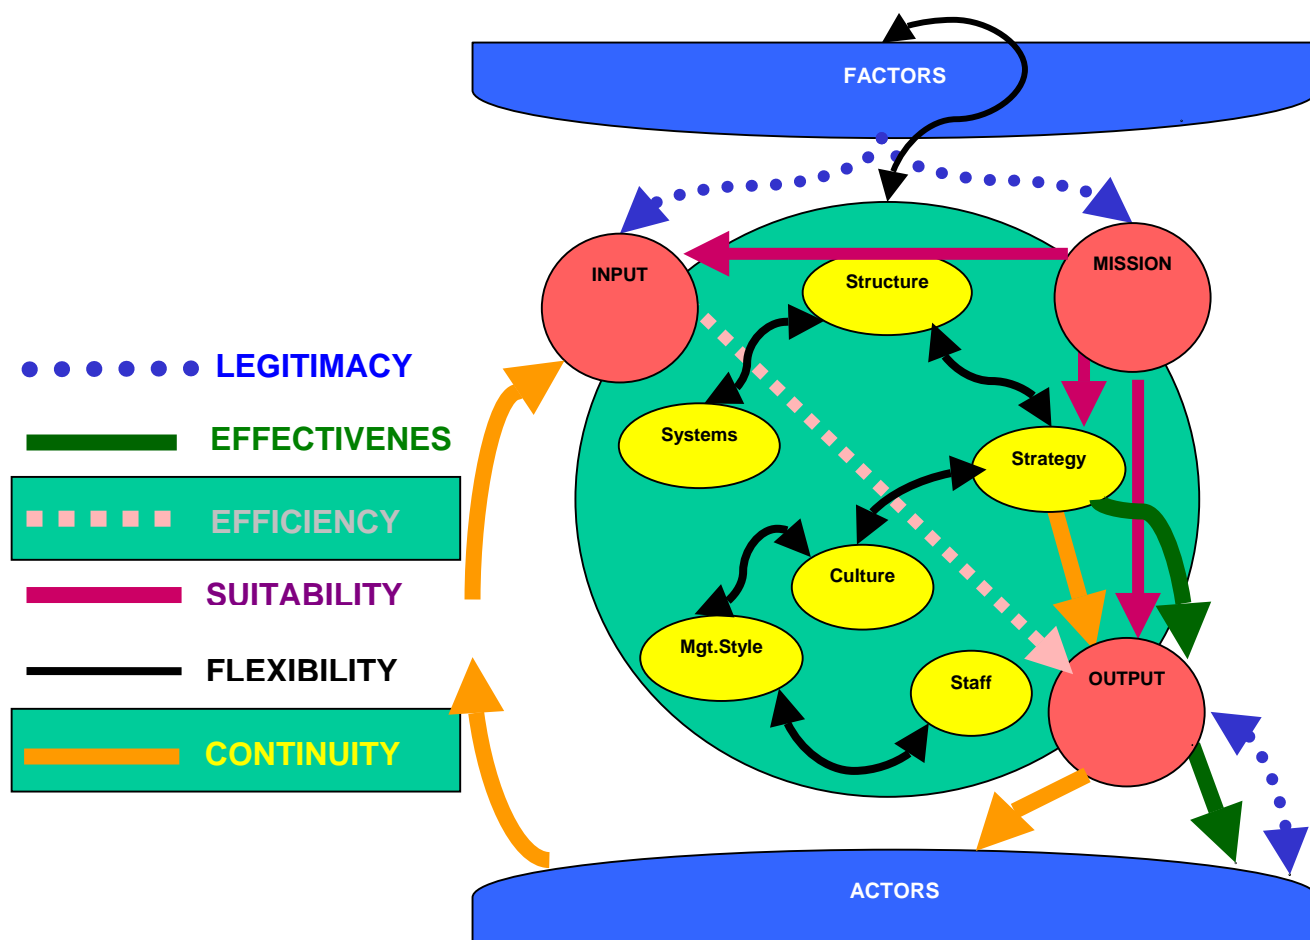 FACTORS
INPUT
MISSION
Structure
LEGITIMACY
EFFECTIVENES
Systems
Strategy
EFFICIENCY
SUITABILITY
Culture
FLEXIBILITY
Mgt.Style
Staff
OUTPUT
CONTINUITY
ACTORS